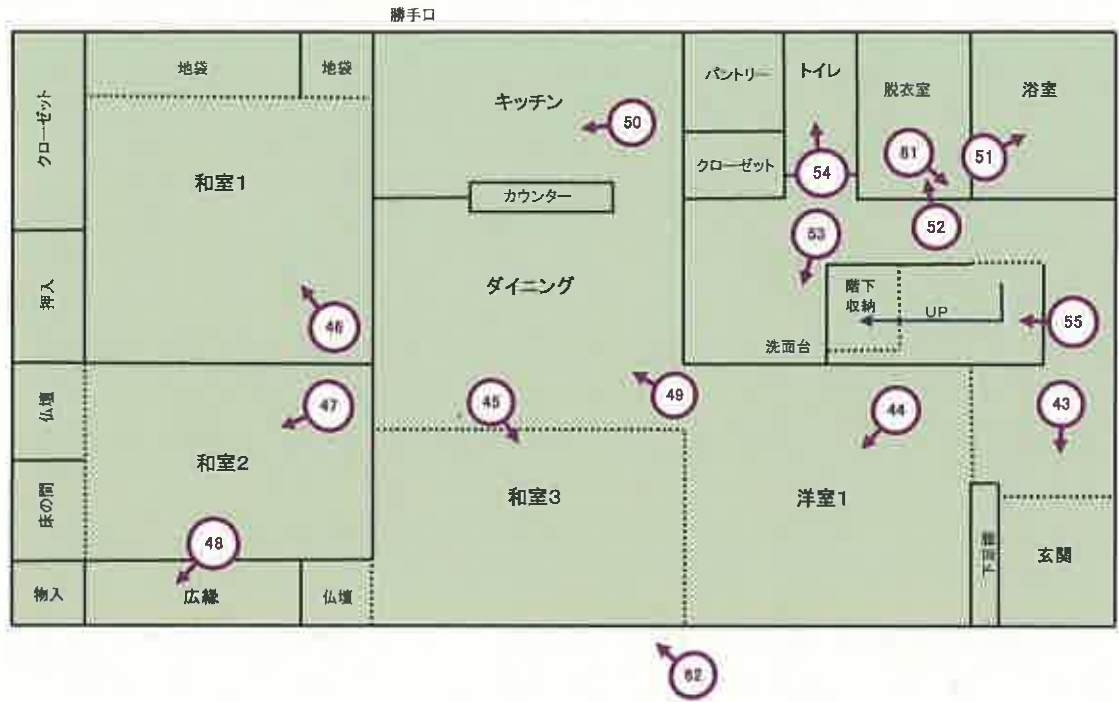 勝手口
地袋
地袋
クローゼット
和室1
キッチン
50
パントリー
トイレ
脱衣室
浴室
クローゼット
54
61
51
52
53
カウンター
押入
46
ダイニング
階下
収納
UP
55
洗面台
仏壇
47
和室2
45
49
44
43
床の間
和室3
洋室1
48
玄関
物入
広縁
仏壇
62